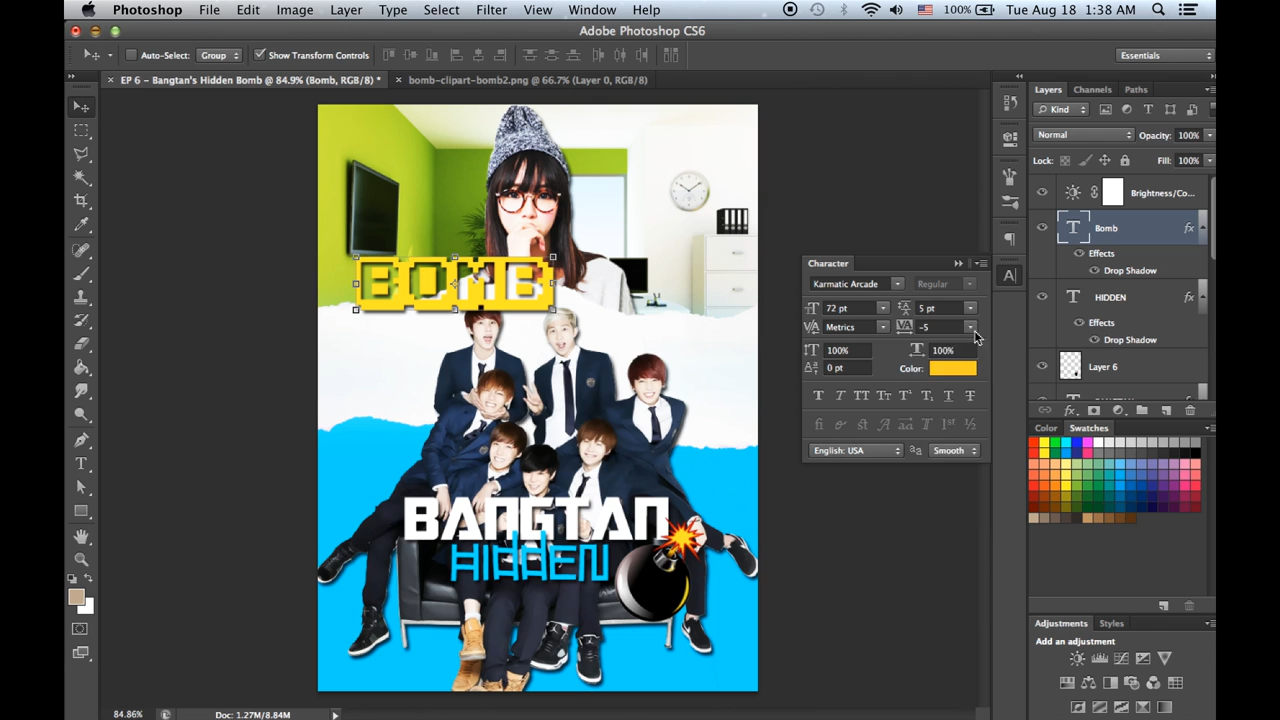 Photoshop File Edit Image Layer Type Select Filter View Window Help 100% Tue Aug 18 1:38 AM
Adobe Photoshop CS6
Auto-Select: Group Show Transform Controls Essentials
EP 6 – Bangtan's Hidden Bomb @ 84.9% (Bomb, RGB/8) * bomb-clipart-bomb2.png @ 66.7% (Layer 0, RGB/8)
Layers Channels Paths
Kind
Normal Opacity: 100%
Lock: Fill: 100%
Brightness/Co...
Bomb fx
Effects
Drop Shadow
HIDDEN fx
Effects
Drop Shadow
Layer 6
Character
Karmatic Arcade Regular
72 pt 5 pt
Metrics -5
100% 100%
0 pt Color:
English: USA Smooth
Color Swatches
BOMB
BANGTAN
HIDDEN
Adjustments Styles
Add an adjustment
84.86% Doc: 1.27M/8.84M